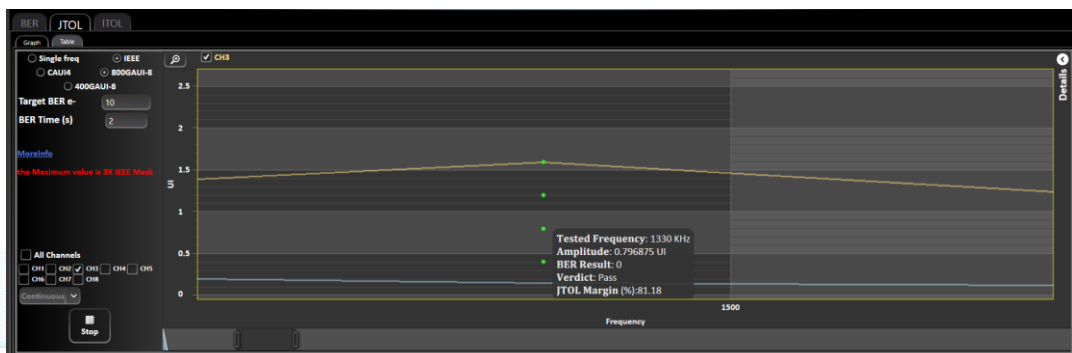 BER JTOL ITOL
Graph Table
Single freq IEEE
CAUI4 800GAUI-8
400GAUI-8
Target BER e- 10
BER Time (s) 2
MoreInfo
the Maximum value is 3X IEEE Mask
All Channels
CH1 CH2 CH3 CH4 CH5
CH6 CH7 CH8
Continuous
Stop
CH3
UI
2.5
2
1.5
1
0.5
0
Tested Frequency: 1330 KHz
Amplitude: 0.796875 UI
BER Result: 0
Verdict: Pass
JTOL Margin (%):81.18
1500
Frequency
Details